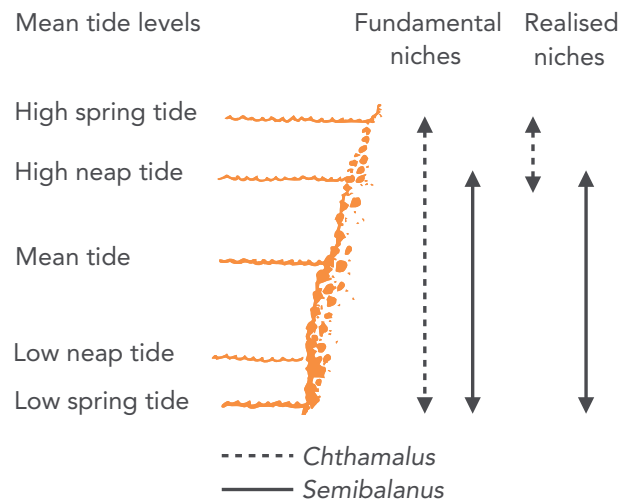 Mean tide levels
Fundamental niches
Realised niches
High spring tide
High neap tide
Mean tide
Low neap tide
Low spring tide
Chthamalus
Semibalanus